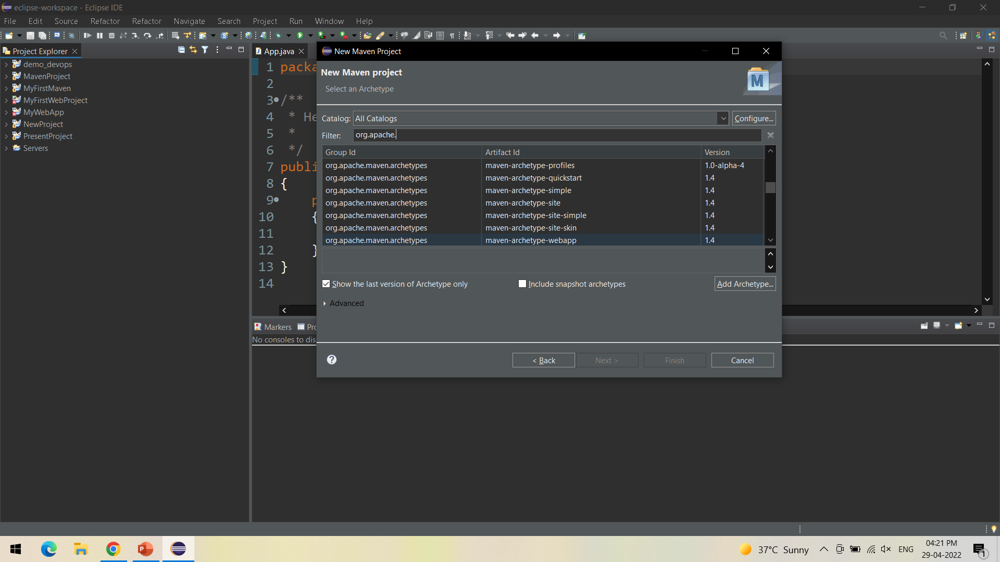 eclipse-workspace - Eclipse IDE
File Edit Source Refactor Refactor Navigate Search Project Run Window Help
Project Explorer
demo_devops
MavenProject
MyFirstMaven
MyFirstWebProject
MyWebApp
NewProject
PresentProject
Servers
App.java
1 packa
2
3 /**
4 * He
5 *
6 */
7 publi
8 {
9 p
10 {
11
12 }
13 }
14
New Maven Project
New Maven project
Select an Archetype
M
Catalog: All Catalogs Configure...
Filter: org.apache.
Group Id Artifact Id Version
org.apache.maven.archetypes maven-archetype-profiles 1.0-alpha-4
org.apache.maven.archetypes maven-archetype-quickstart 1.4
org.apache.maven.archetypes maven-archetype-simple 1.4
org.apache.maven.archetypes maven-archetype-site 1.4
org.apache.maven.archetypes maven-archetype-site-simple 1.4
org.apache.maven.archetypes maven-archetype-site-skin 1.4
org.apache.maven.archetypes maven-archetype-webapp 1.4
Show the last version of Archetype only Include snapshot archetypes Add Archetype...
Advanced
< Back Next > Finish Cancel
Markers Pro
No consoles to dis
37°C Sunny ENG 04:21 PM
29-04-2022
1